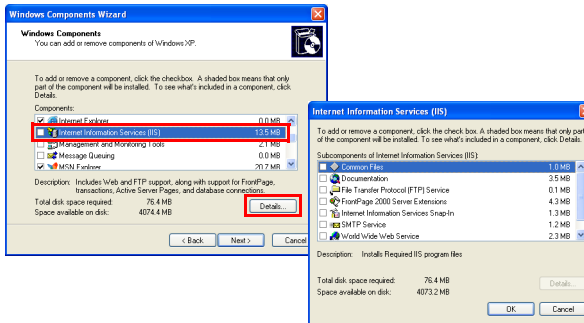 Windows Components Wizard
Windows Components
You can add or remove components of Windows XP.
To add or remove a component, click the checkbox. A shaded box means that only
part of the component will be installed. To see what's included in a component, click
Details.
Components:
Internet Explorer 0.0 MB
Internet Information Services (IIS) 13.5 MB
Management and Monitoring Tools 2.1 MB
Message Queuing 0.0 MB
MSN Explorer 20.7 MB
Description: Includes Web and FTP support, along with support for FrontPage,
transactions, Active Server Pages, and database connections.
Total disk space required: 76.4 MB
Space available on disk: 4074.4 MB
Details...
< Back Next > Cancel
Internet Information Services (IIS)
To add or remove a component, click the check box. A shaded box means that only part
of the component will be installed. To see what's included in a component, click Details.
Subcomponents of Internet Information Services (IIS):
Common Files 1.0 MB
Documentation 3.5 MB
File Transfer Protocol (FTP) Service 0.1 MB
FrontPage 2000 Server Extensions 4.3 MB
Internet Information Services Snap-In 1.3 MB
SMTP Service 1.2 MB
World Wide Web Service 2.3 MB
Description: Installs Required IIS program files
Total disk space required: 76.4 MB
Space available on disk: 4073.2 MB
Details...
OK Cancel